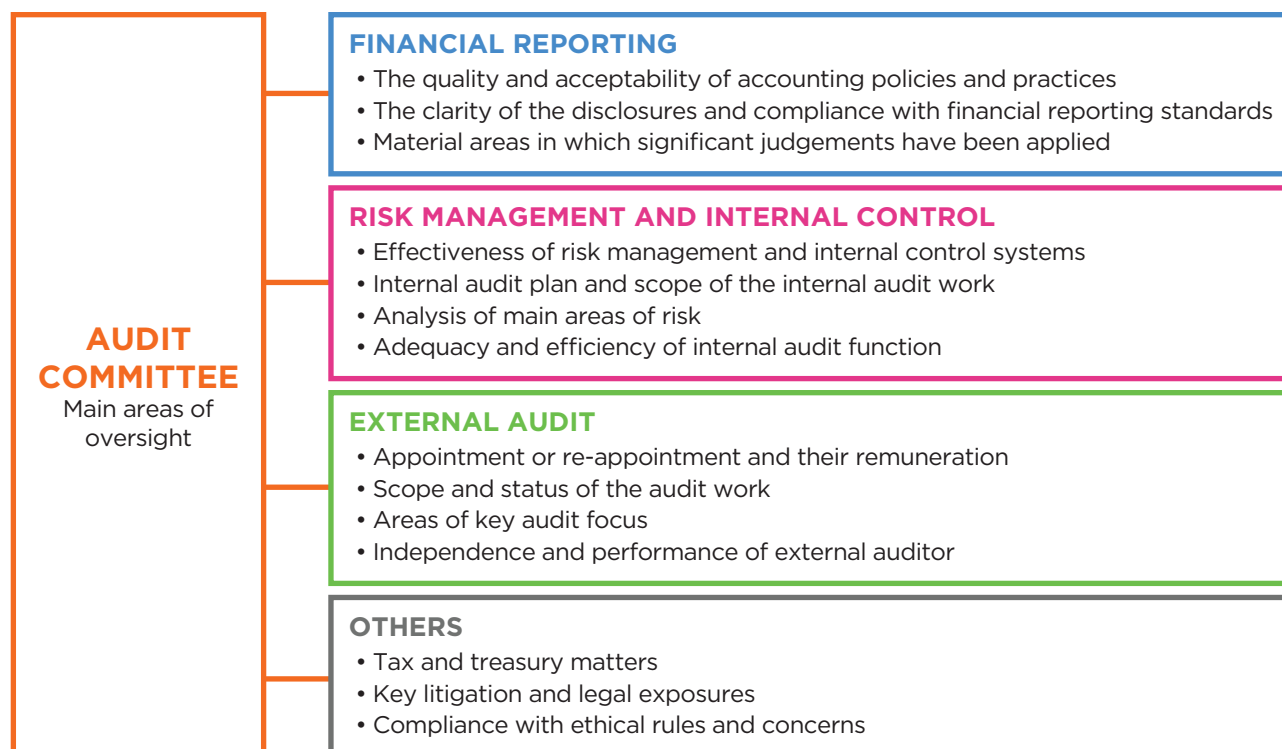 AUDIT
COMMITTEE
Main areas of
oversight
FINANCIAL REPORTING
• The quality and acceptability of accounting policies and practices
• The clarity of the disclosures and compliance with financial reporting standards
• Material areas in which significant judgements have been applied
RISK MANAGEMENT AND INTERNAL CONTROL
• Effectiveness of risk management and internal control systems
• Internal audit plan and scope of the internal audit work
• Analysis of main areas of risk
• Adequacy and efficiency of internal audit function
EXTERNAL AUDIT
• Appointment or re-appointment and their remuneration
• Scope and status of the audit work
• Areas of key audit focus
• Independence and performance of external auditor
OTHERS
• Tax and treasury matters
• Key litigation and legal exposures
• Compliance with ethical rules and concerns